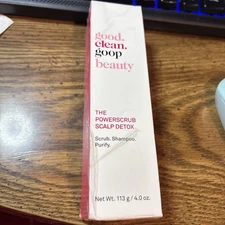 good.
clean.
goop
beauty
THE
POWERSCRUB
SCALP DETOX
Scrub. Shampoo.
Purify.
Net Wt. 113 g / 4.0 oz.